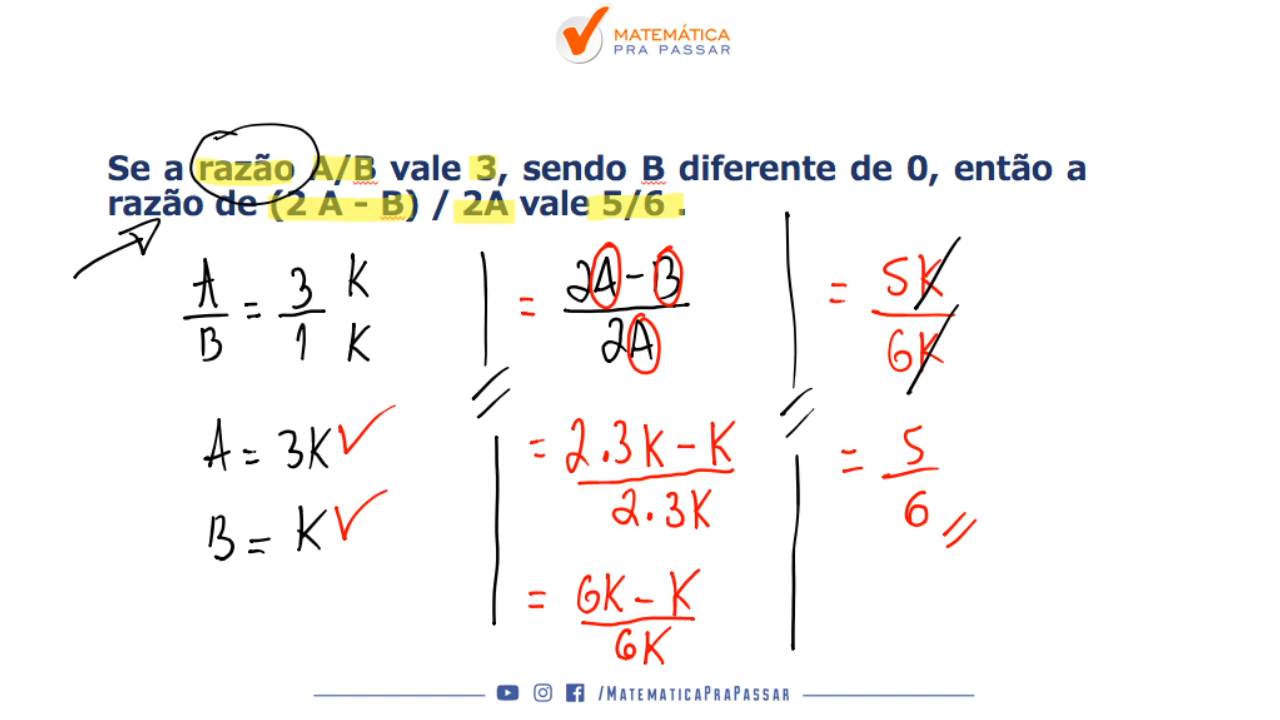 MATEMÁTICA
PRA PASSAR
Se a razão A/B vale 3, sendo B diferente de 0, então a
razão de (2 A - B) / 2A vale 5/6 .
A/B = 3/1 K/K
A = 3K
B = K
= (2A - B)/2A
= (2.3K - K)/2.3K
= (6K - K)/6K
= 5K/6K
= 5/6
/MatematicaPraPassar